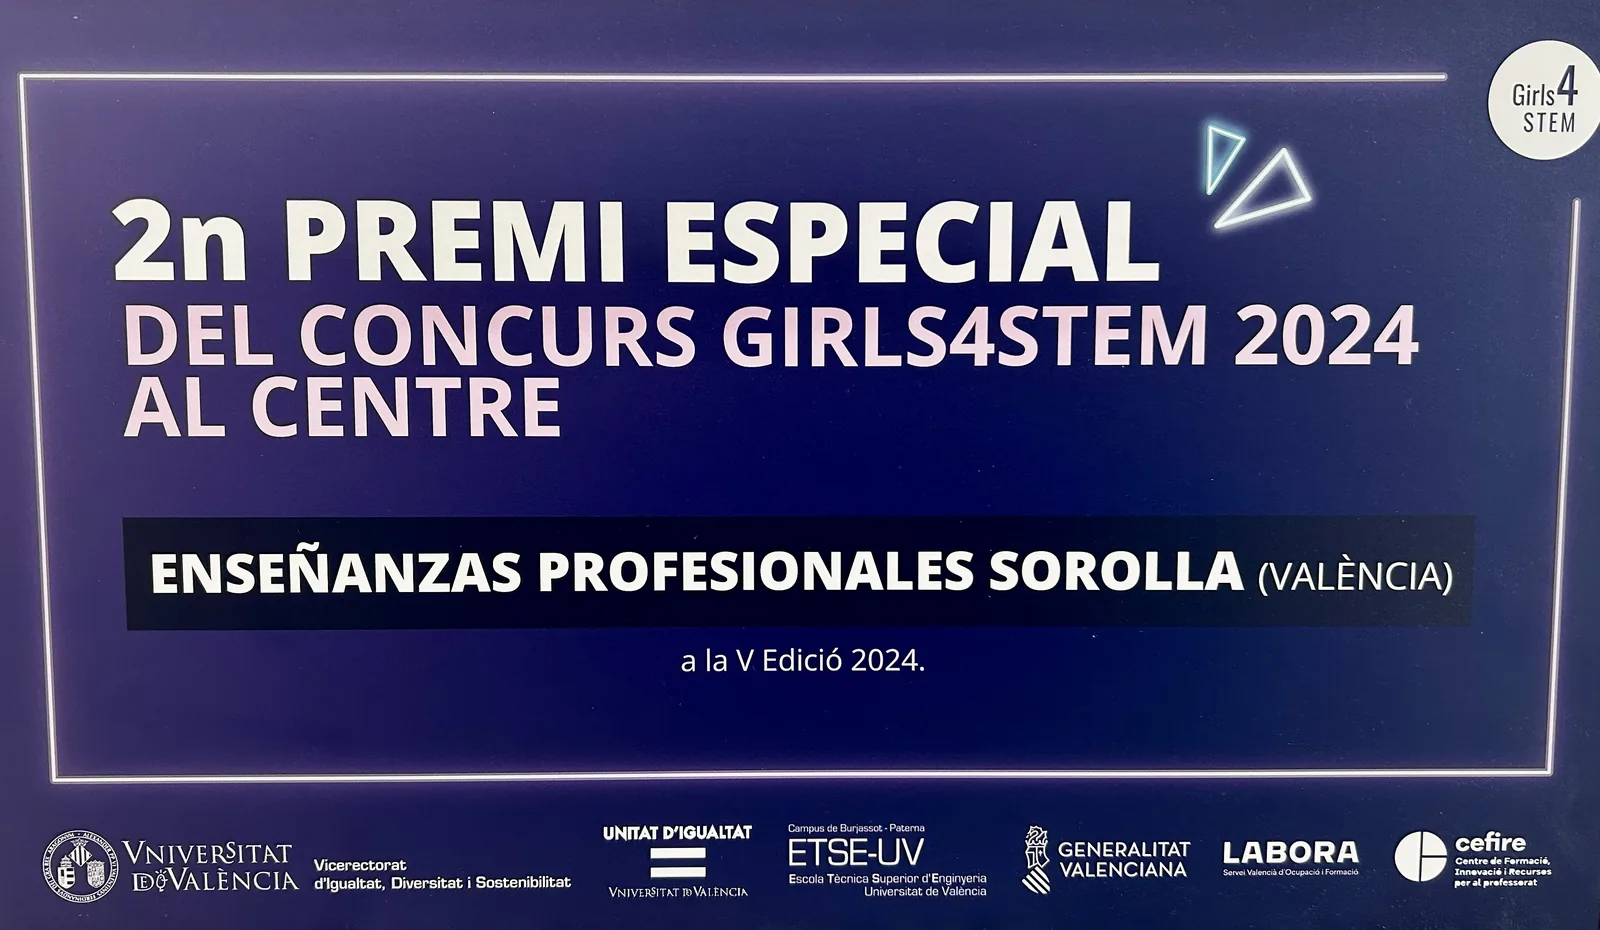 Girls4
STEM
2n PREMI ESPECIAL
DEL CONCURS GIRLS4STEM 2024
AL CENTRE
ENSEÑANZAS PROFESIONALES SOROLLA (VALÈNCIA)
a la V Edició 2024.
VNIVERSITAT
DE VALÈNCIA
Vicerectorat
d'Igualtat, Diversitat i Sostenibilitat
UNITAT D'IGUALTAT
VNIVERSITAT DE VALÈNCIA
Campus de Burjassot - Paterna
ETSE-UV
Escola Tècnica Superior d'Enginyeria
Universitat de València
GENERALITAT
VALENCIANA
LABORA
Servei Valencià d'Ocupació i Formació
cefire
Centre de Formació,
Innovació i Recursos
per al professorat